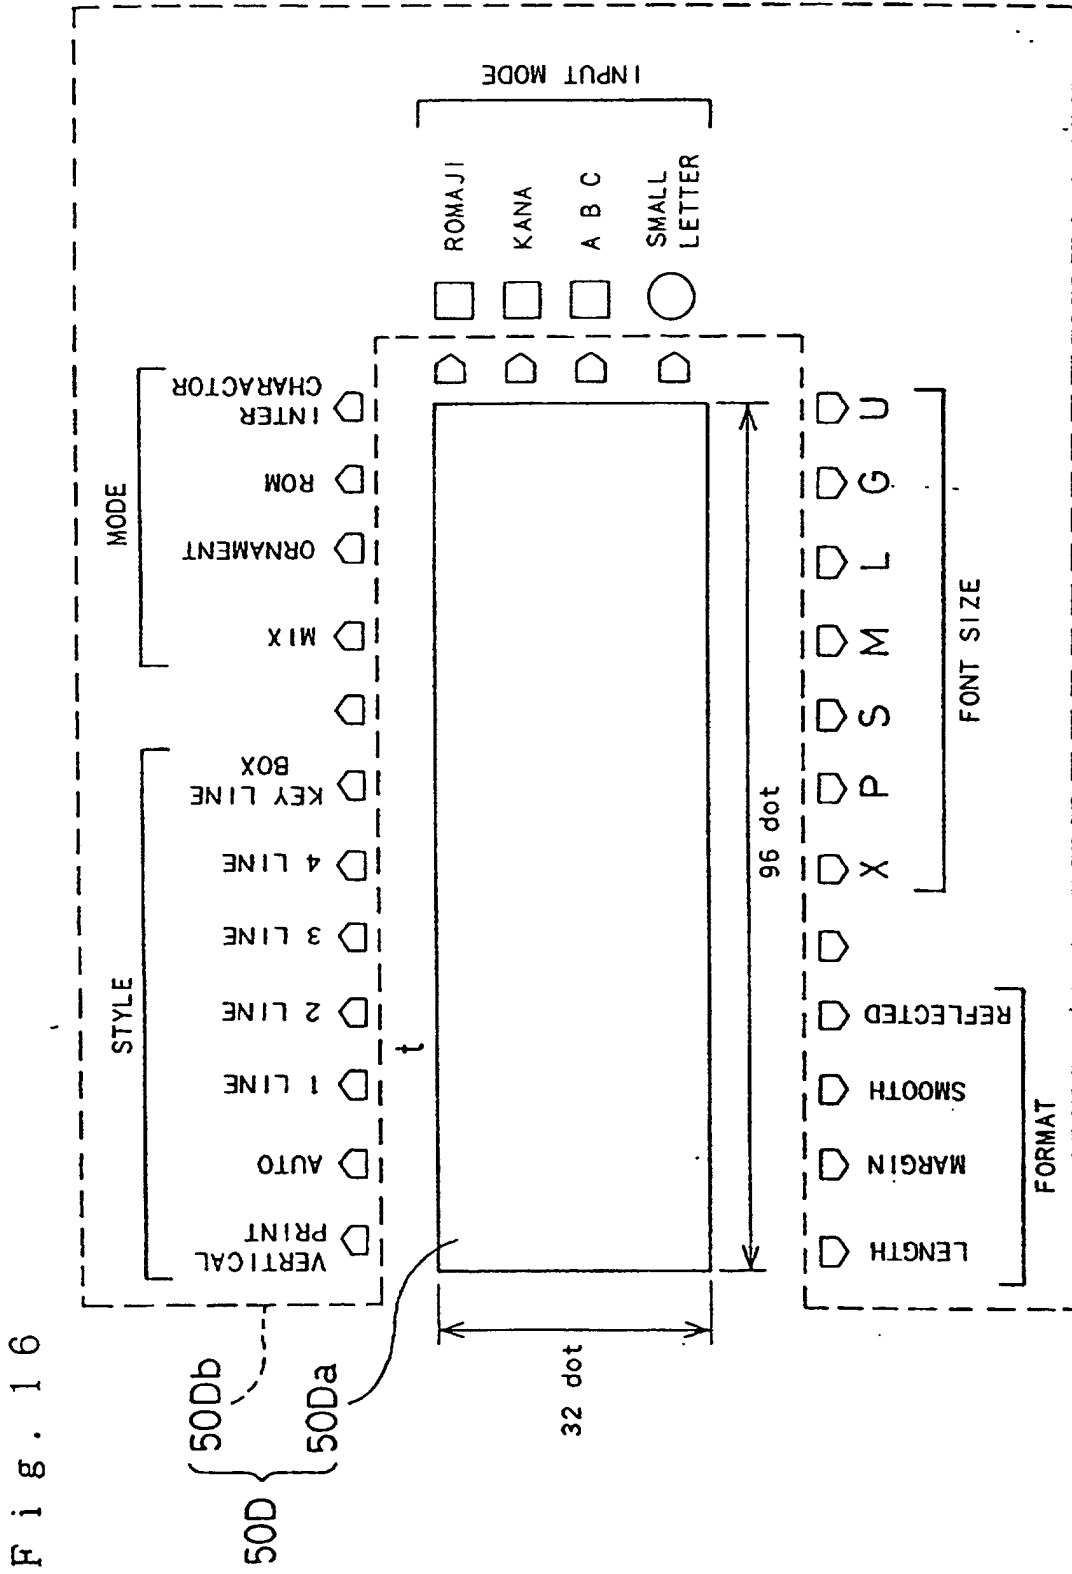 Fig. 16
50D
50Db
50Da
STYLE
MODE
VERTICAL
PRINT
AUTO
1 LINE
2 LINE
3 LINE
4 LINE
KEY LINE
BOX
MIX
ORNAMENT
ROM
INTER
CHARACTOR
t
INPUT MODE
ROMAJI
KANA
A B C
SMALL
LETTER
32 dot
96 dot
LENGTH
MARGIN
SMOOTH
REFLECTED
X
P
S
M
L
G
U
FORMAT
FONT SIZE